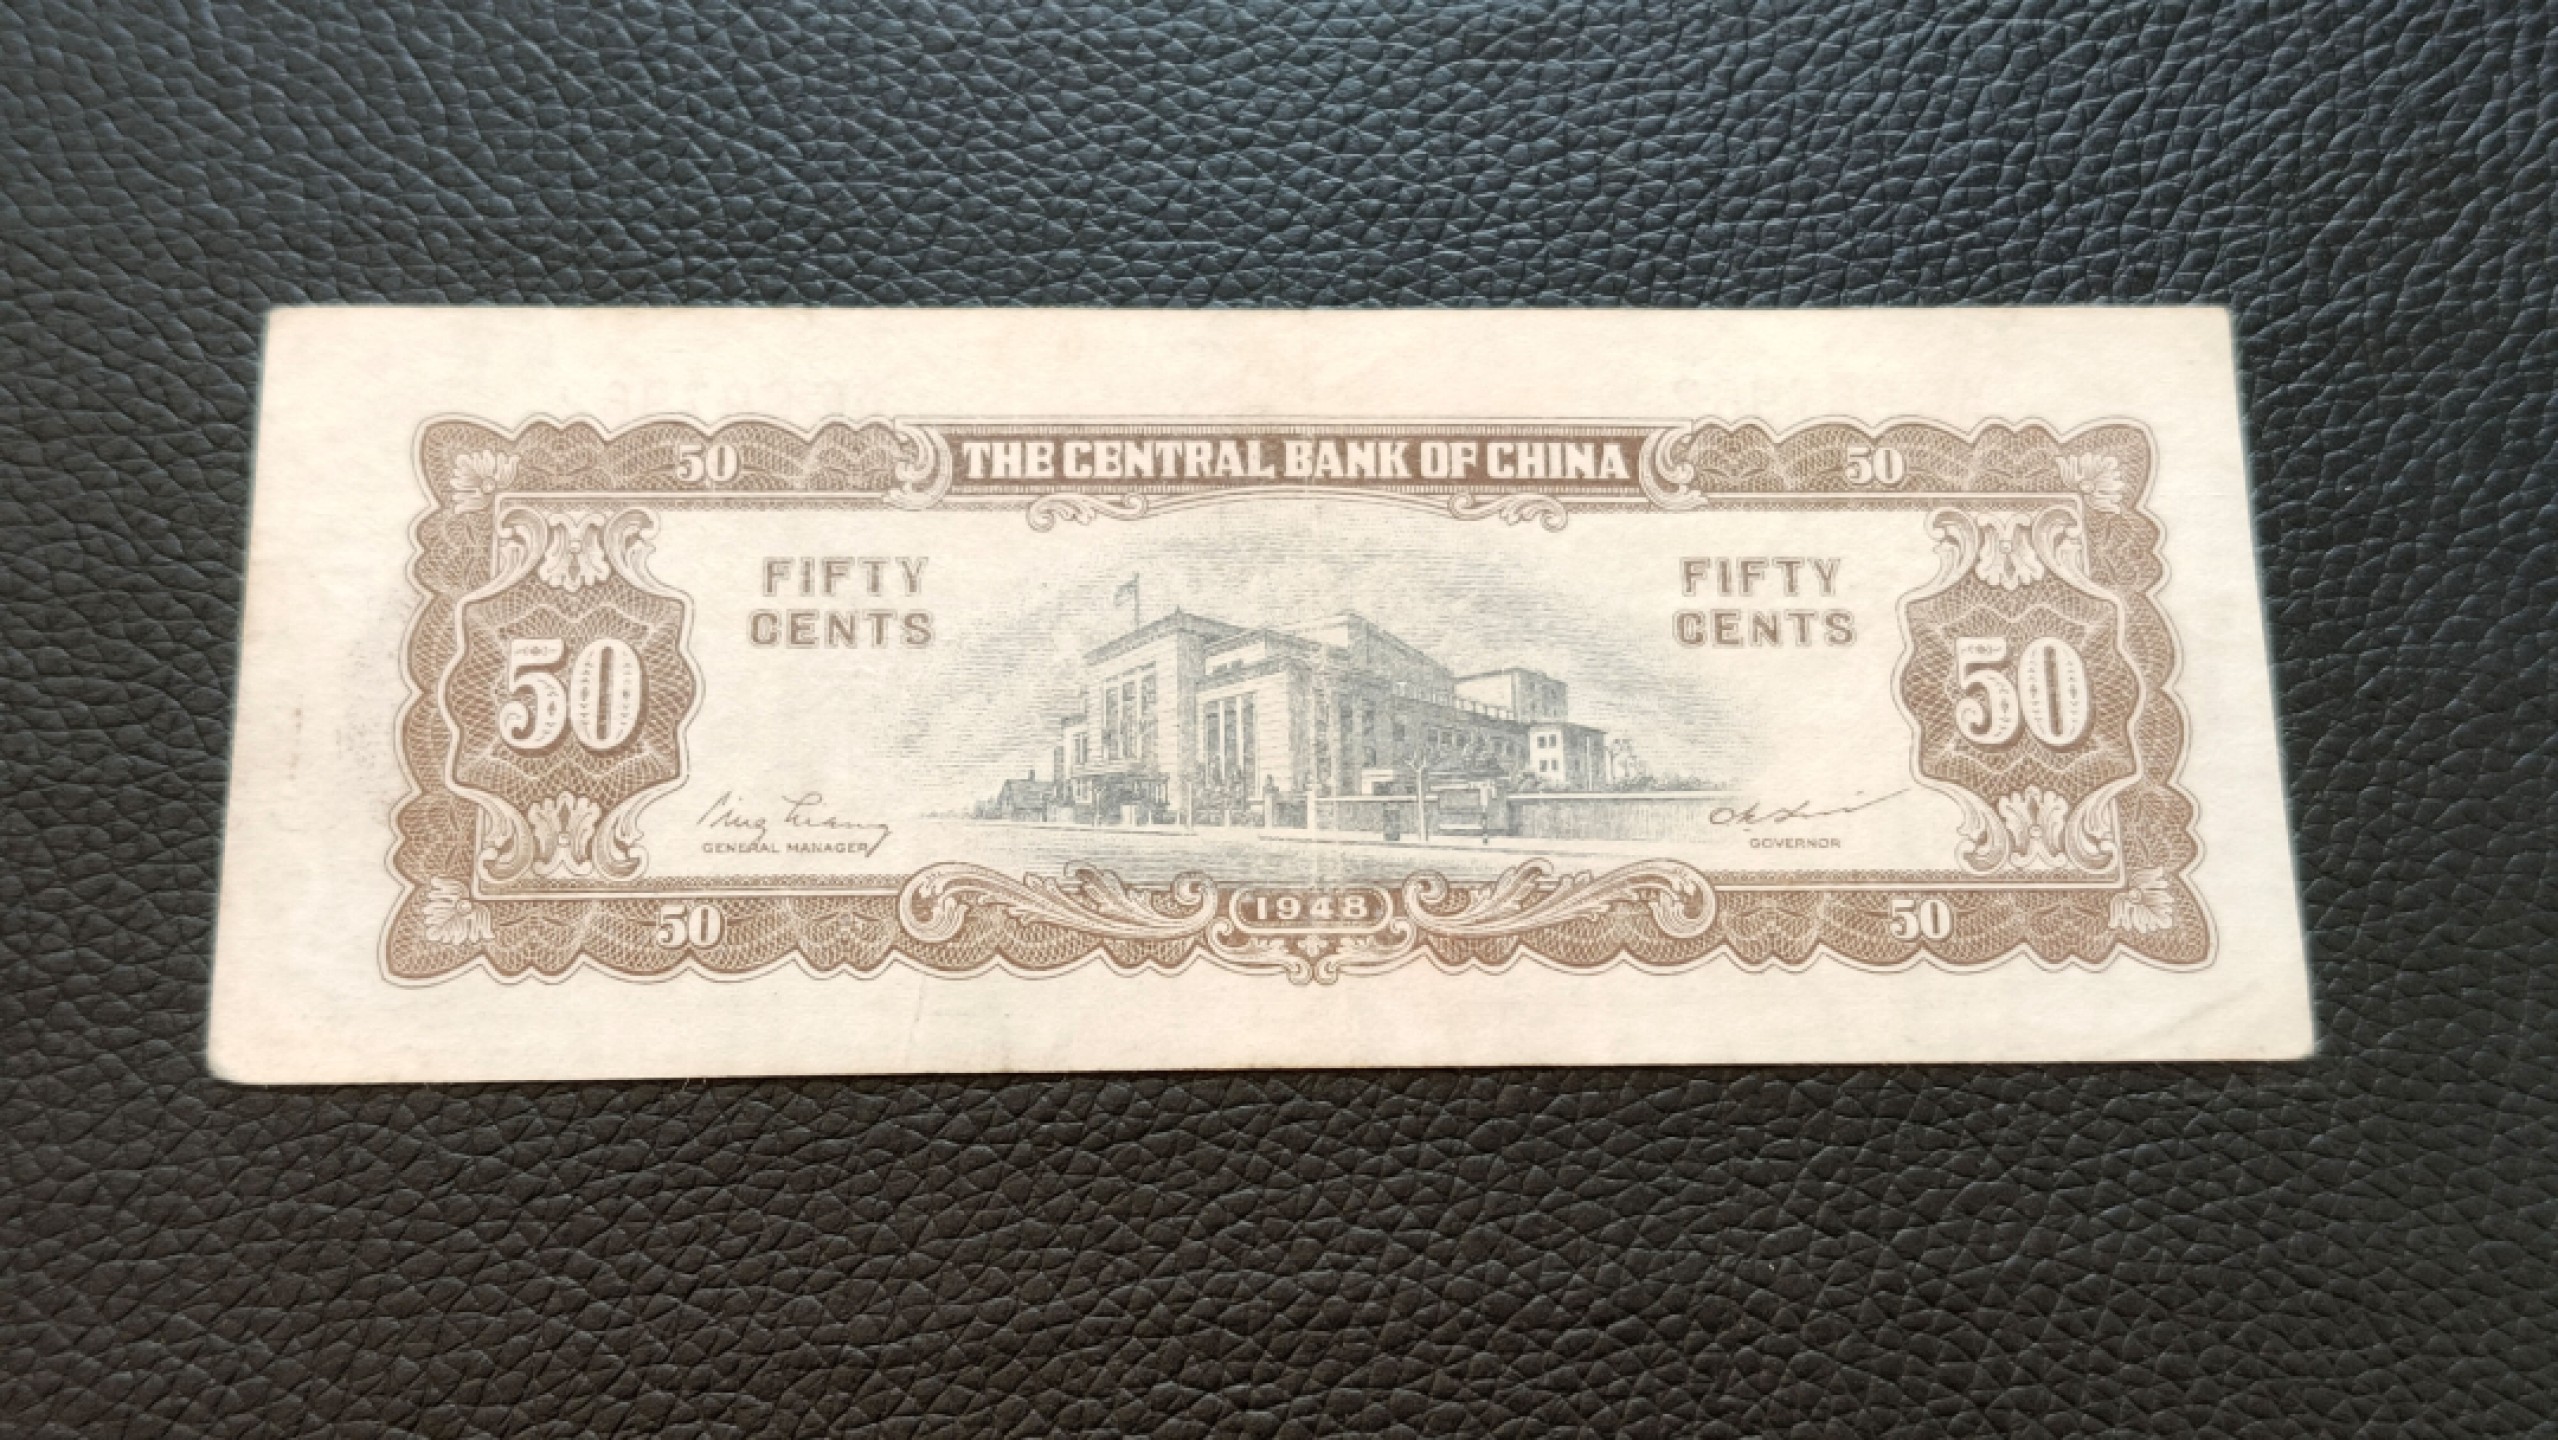 THE CENTRAL BANK OF CHINA
50 50
FIFTY FIFTY
CENTS CENTS
50 50
GENERAL MANAGER GOVERNOR
1948
50 50